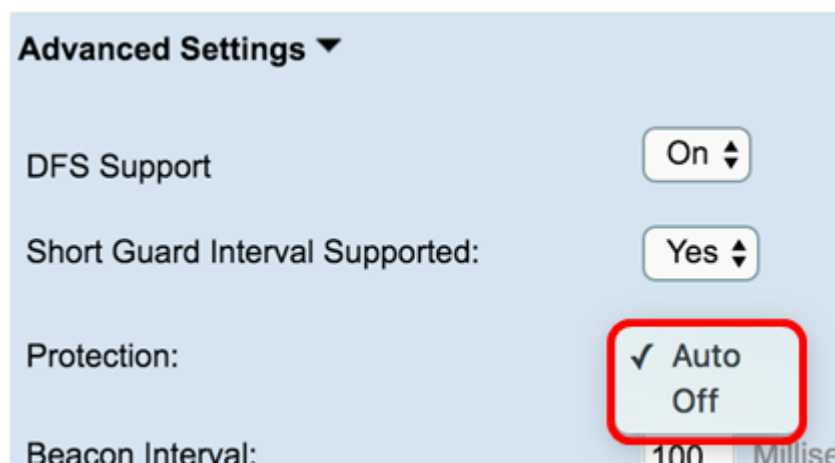 Advanced Settings
DFS Support On
Short Guard Interval Supported: Yes
Protection: ✓ Auto
Off
Beacon Interval: 100